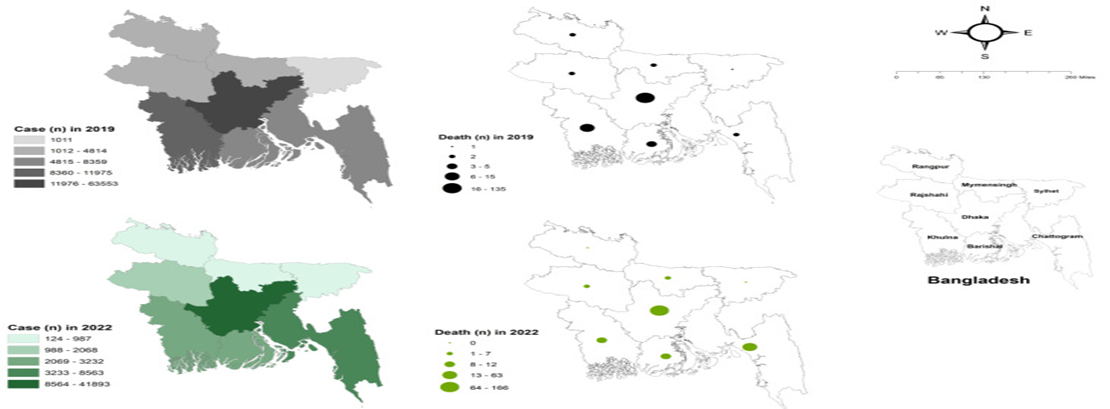 Case (n) in 2019
1011
1012 - 4814
4815 - 8359
8360 - 11975
11976 - 63553
Death (n) in 2019
1
2
3 - 5
6 - 15
16 - 135
N
W
E
S
0
65
130
260 Miles
Rangpur
Rajshahi
Mymensingh
Sylhet
Dhaka
Khulna
Barishal
Chattogram
Bangladesh
Case (n) in 2022
124 - 987
988 - 2068
2069 - 3232
3233 - 8563
8564 - 41893
Death (n) in 2022
0
1 - 7
8 - 12
13 - 63
64 - 166